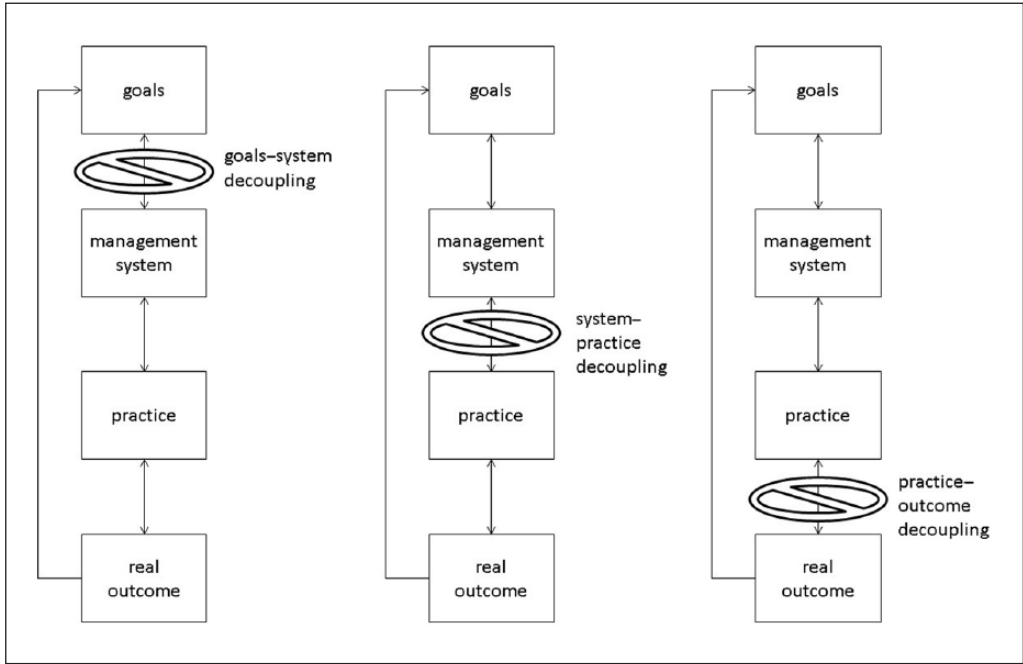 goals
goals–system
decoupling
management
system
practice
real
outcome
goals
management
system
system–
practice
decoupling
practice
real
outcome
goals
management
system
practice
practice–
outcome
decoupling
real
outcome